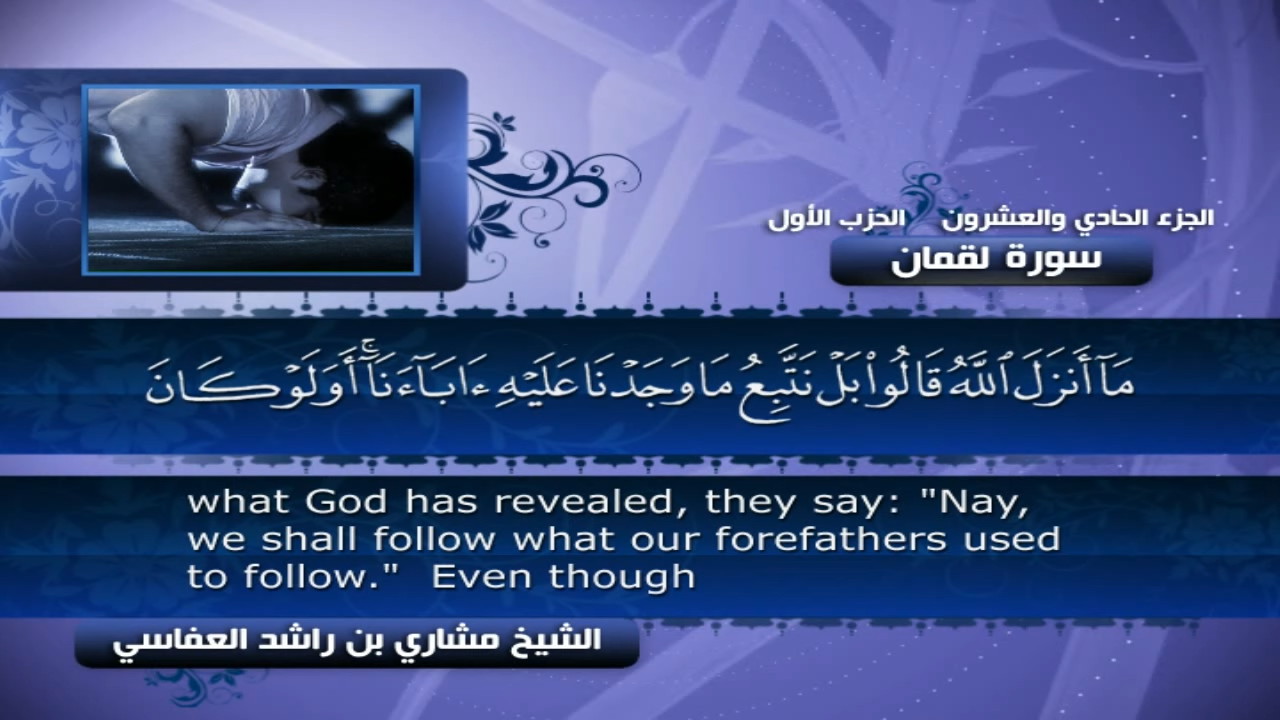 الجزء الحادي والعشرون الحزب الأول
سورة لقمان
مَآ أَنزَلَ ٱللَّهُ قَالُوا۟ بَلْ نَتَّبِعُ مَا وَجَدْنَا عَلَيْهِ ءَابَآءَنَآ ۚ أَوَلَوْ كَانَ
what God has revealed, they say: "Nay,
we shall follow what our forefathers used
to follow."  Even though
الشيخ مشاري بن راشد العفاسي